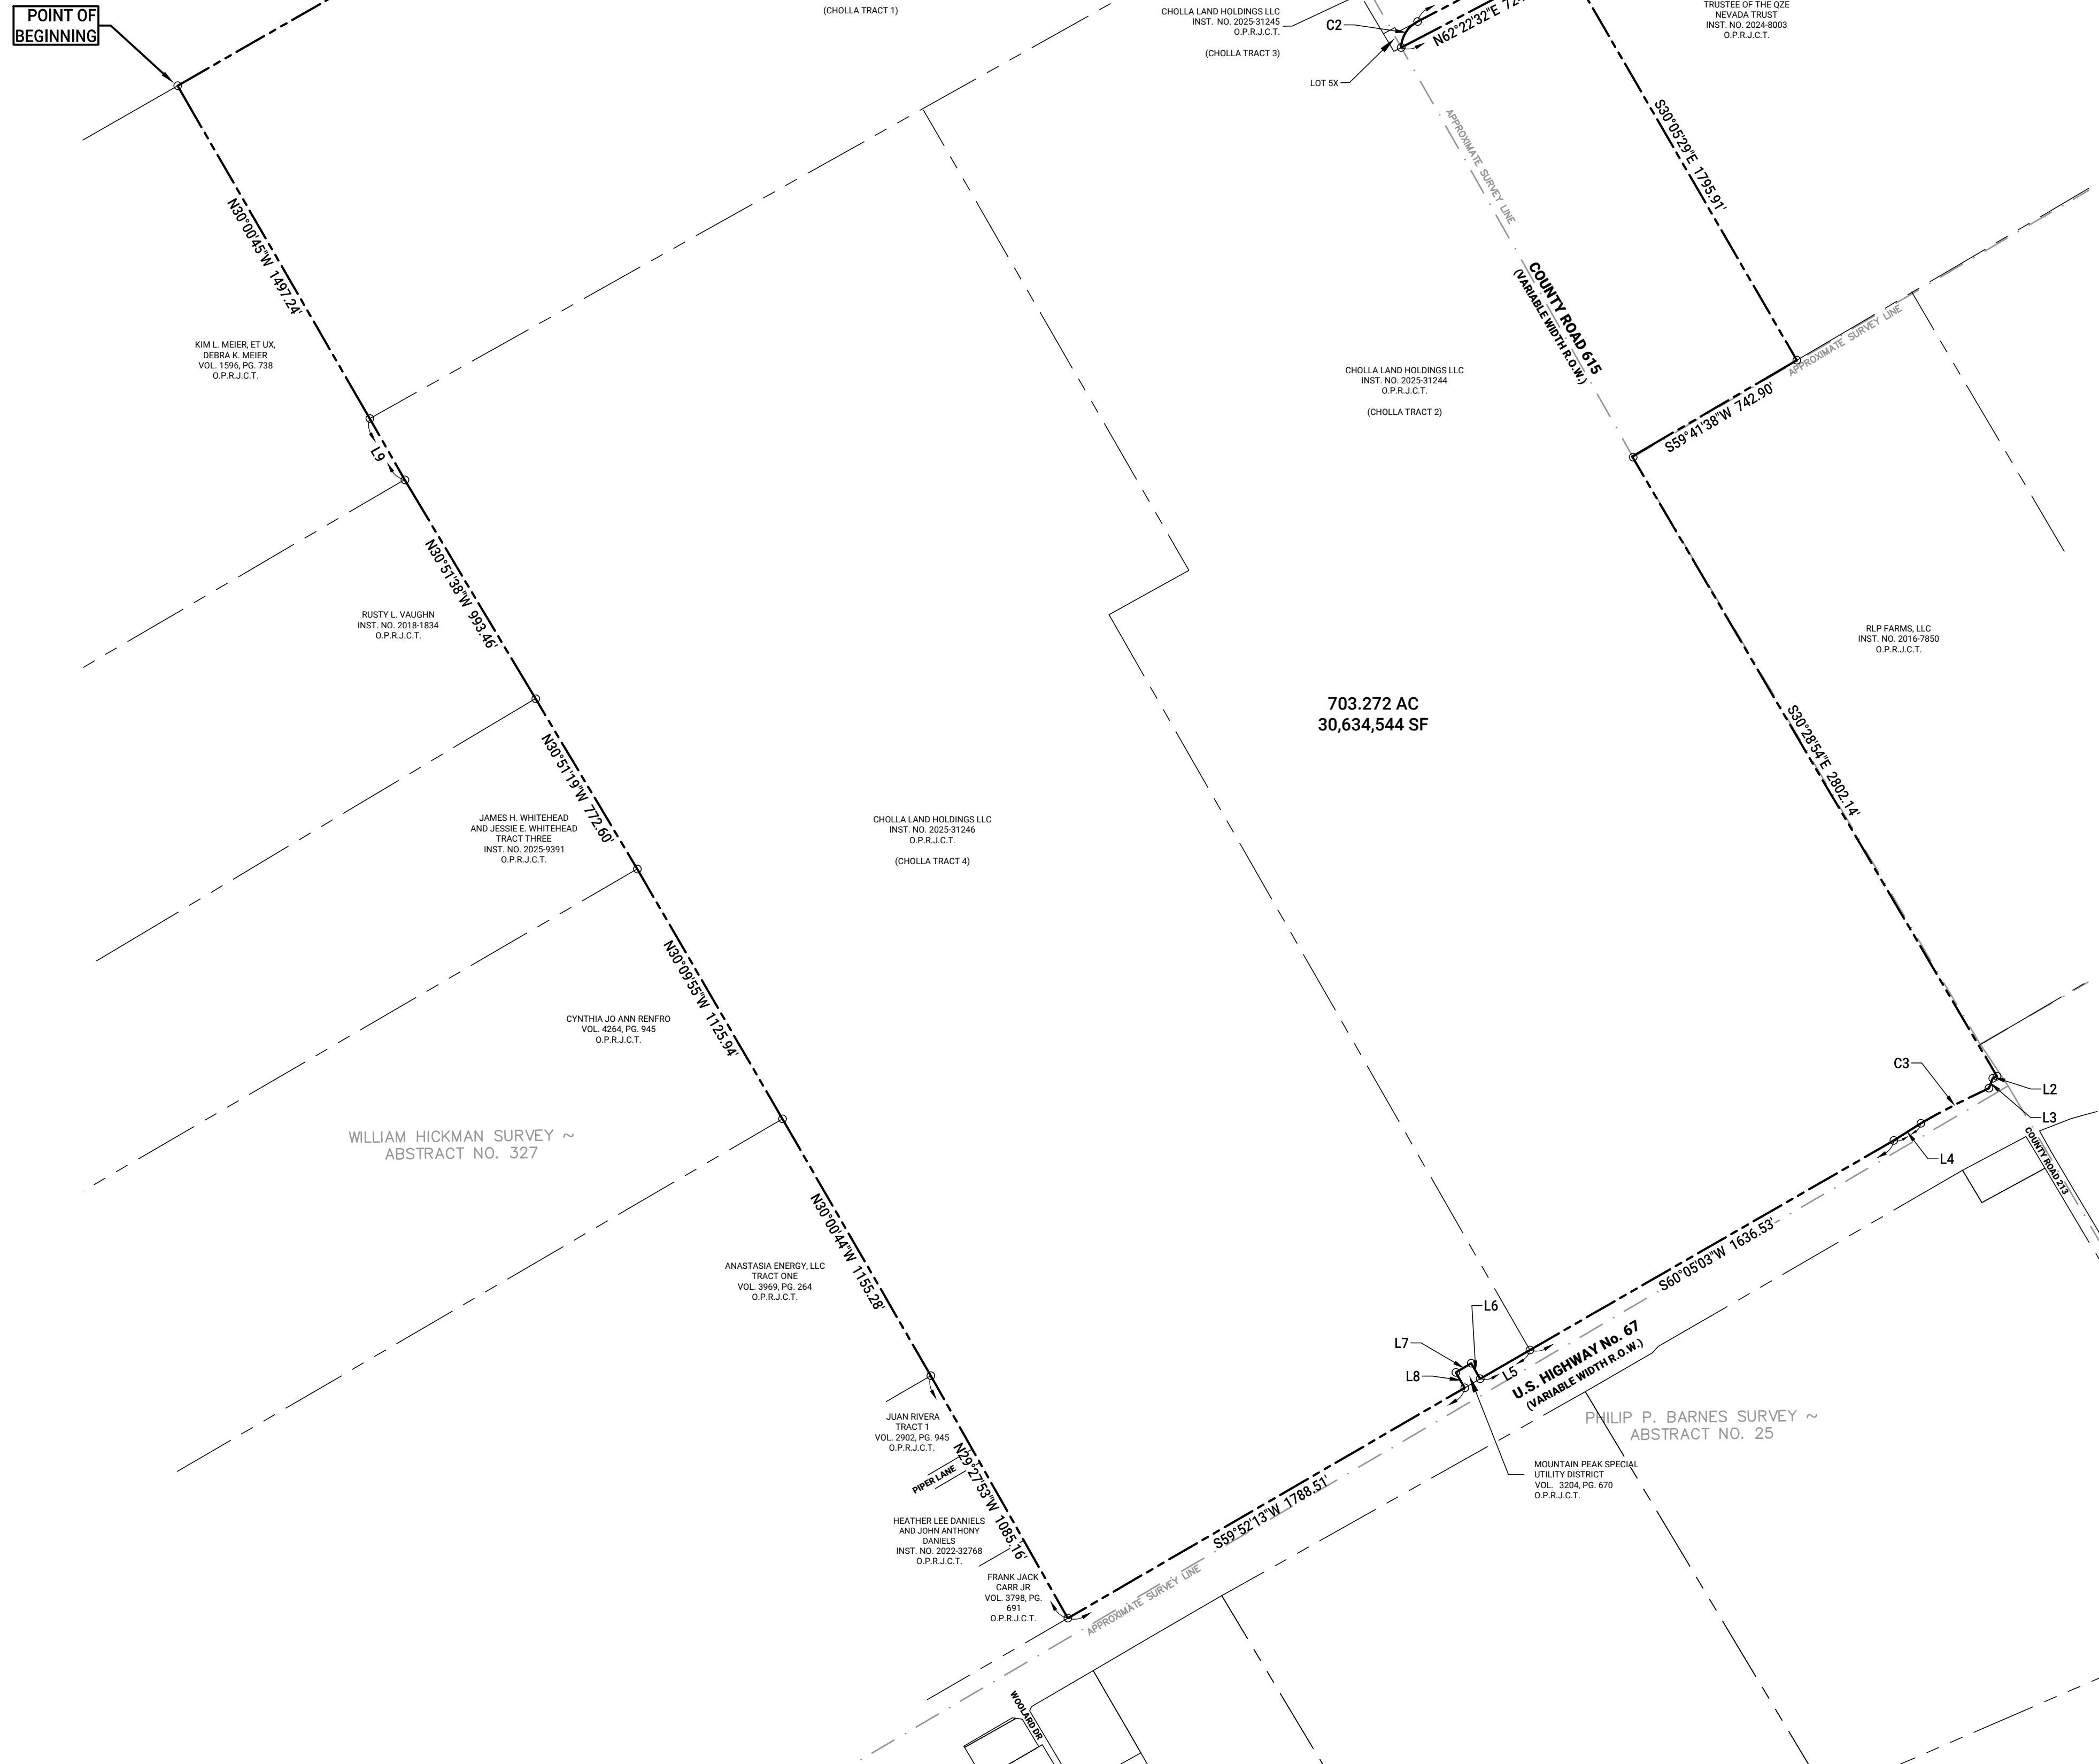 POINT OF
BEGINNING
(CHOLLA TRACT 1)
CHOLLA LAND HOLDINGS LLC
INST. NO. 2025-31245
O.P.R.J.C.T.
(CHOLLA TRACT 3)
C2
N62°22'32"E
LOT 5X
TRUSTEE OF THE QZE
NEVADA TRUST
INST. NO. 2024-8003
O.P.R.J.C.T.
APPROXIMATE SURVEY LINE
S30°05'29"E 1795.91'
N30°00'45"W 1497.24'
COUNTY ROAD 615
(VARIABLE WIDTH R.O.W.)
APPROXIMATE SURVEY LINE
KIM L. MEIER, ET UX,
DEBRA K. MEIER
VOL. 1596, PG. 738
O.P.R.J.C.T.
CHOLLA LAND HOLDINGS LLC
INST. NO. 2025-31244
O.P.R.J.C.T.
(CHOLLA TRACT 2)
S59°41'38"W 742.90'
L9
N30°51'38"W 993.46'
RUSTY L. VAUGHN
INST. NO. 2018-1834
O.P.R.J.C.T.
RLP FARMS, LLC
INST. NO. 2016-7850
O.P.R.J.C.T.
703.272 AC
30,634,544 SF
S30°28'54"E 2802.14'
N30°51'19"W 772.60'
JAMES H. WHITEHEAD
AND JESSIE E. WHITEHEAD
TRACT THREE
INST. NO. 2025-9391
O.P.R.J.C.T.
CHOLLA LAND HOLDINGS LLC
INST. NO. 2025-31246
O.P.R.J.C.T.
(CHOLLA TRACT 4)
N30°09'55"W 1125.94'
CYNTHIA JO ANN RENFRO
VOL. 4264, PG. 945
O.P.R.J.C.T.
C3
L2
L3
L4
COUNTY ROAD 213
WILLIAM HICKMAN SURVEY ~
ABSTRACT NO. 327
N30°00'44"W 1155.28'
ANASTASIA ENERGY, LLC
TRACT ONE
VOL. 3969, PG. 264
O.P.R.J.C.T.
S60°05'03"W 1636.53'
L6
L7
L8
L5
U.S. HIGHWAY No. 67
(VARIABLE WIDTH R.O.W.)
PHILIP P. BARNES SURVEY ~
ABSTRACT NO. 25
JUAN RIVERA
TRACT 1
VOL. 2902, PG. 945
O.P.R.J.C.T.
N29°27'53"W 1085.16'
PIPER LANE
MOUNTAIN PEAK SPECIAL
UTILITY DISTRICT
VOL. 3204, PG. 670
O.P.R.J.C.T.
S59°52'13"W 1788.51'
HEATHER LEE DANIELS
AND JOHN ANTHONY
DANIELS
INST. NO. 2022-32768
O.P.R.J.C.T.
FRANK JACK
CARR JR
VOL. 3798, PG.
691
O.P.R.J.C.T.
APPROXIMATE SURVEY LINE
WOOLARD DR